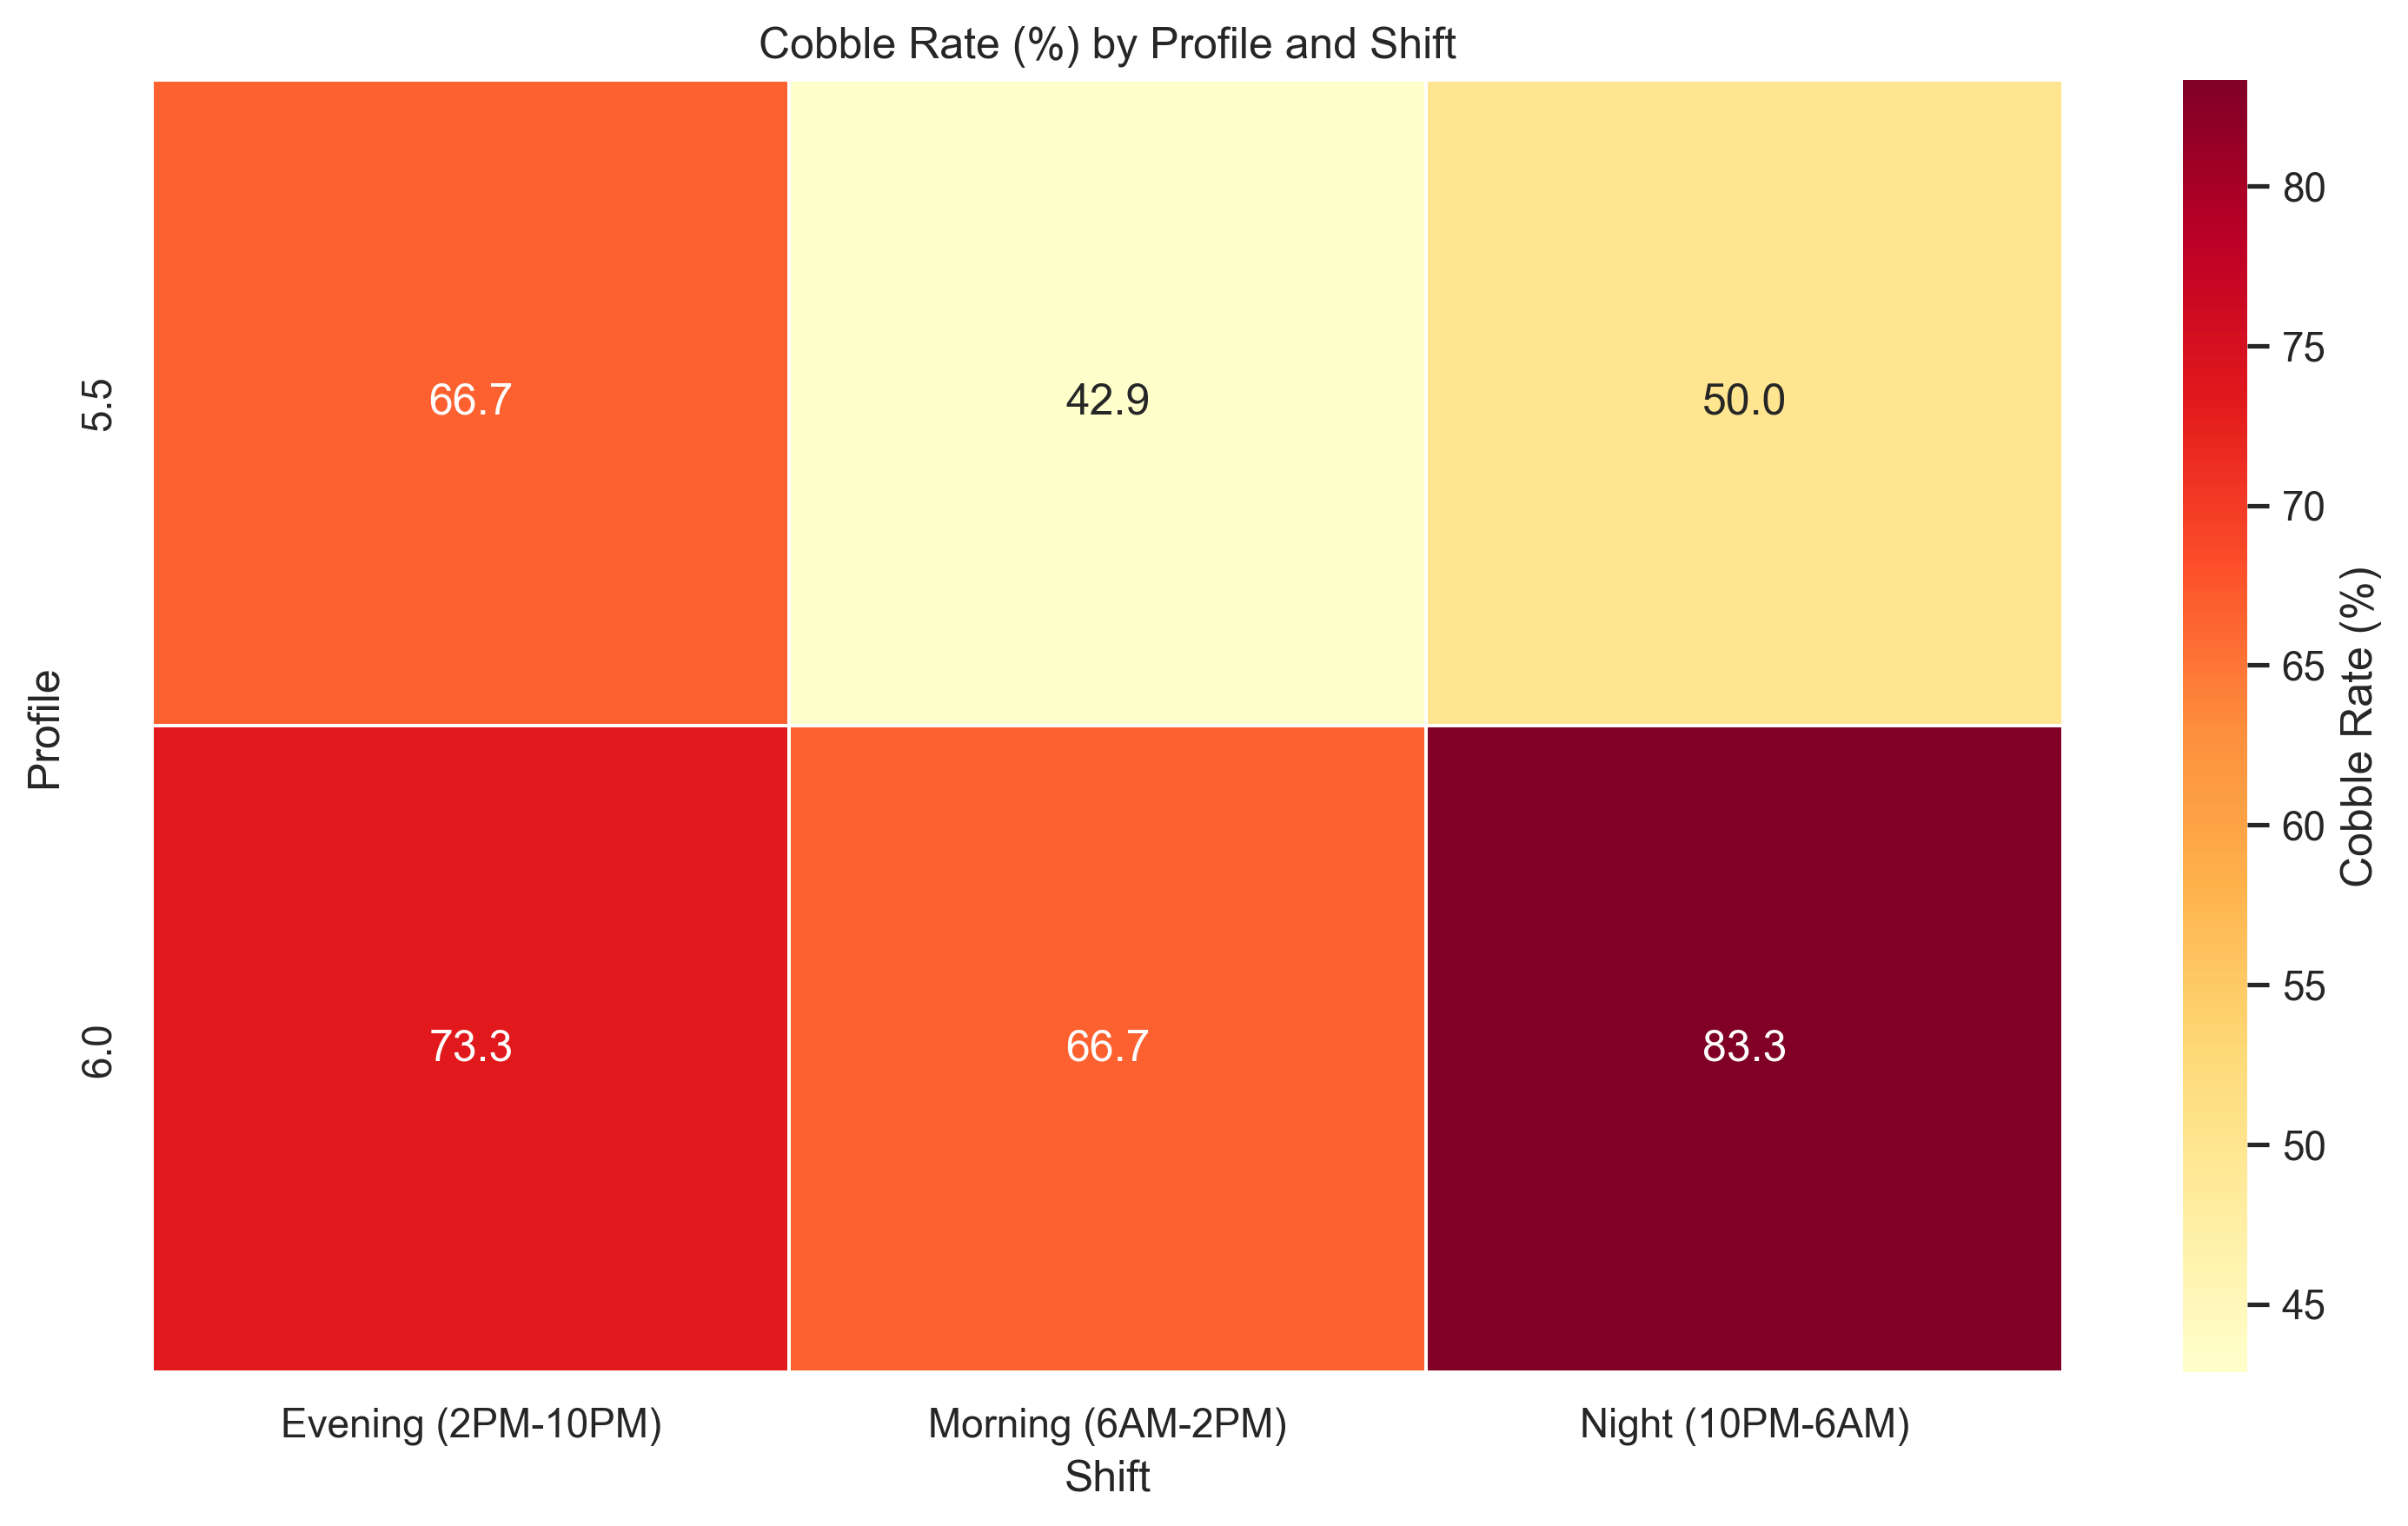 Cobble Rate (%) by Profile and Shift
Profile
5.5
66.7
42.9
50.0
6.0
73.3
66.7
83.3
Evening (2PM-10PM)
Morning (6AM-2PM)
Night (10PM-6AM)
Shift
80
75
70
65
60
55
50
45
Cobble Rate (%)